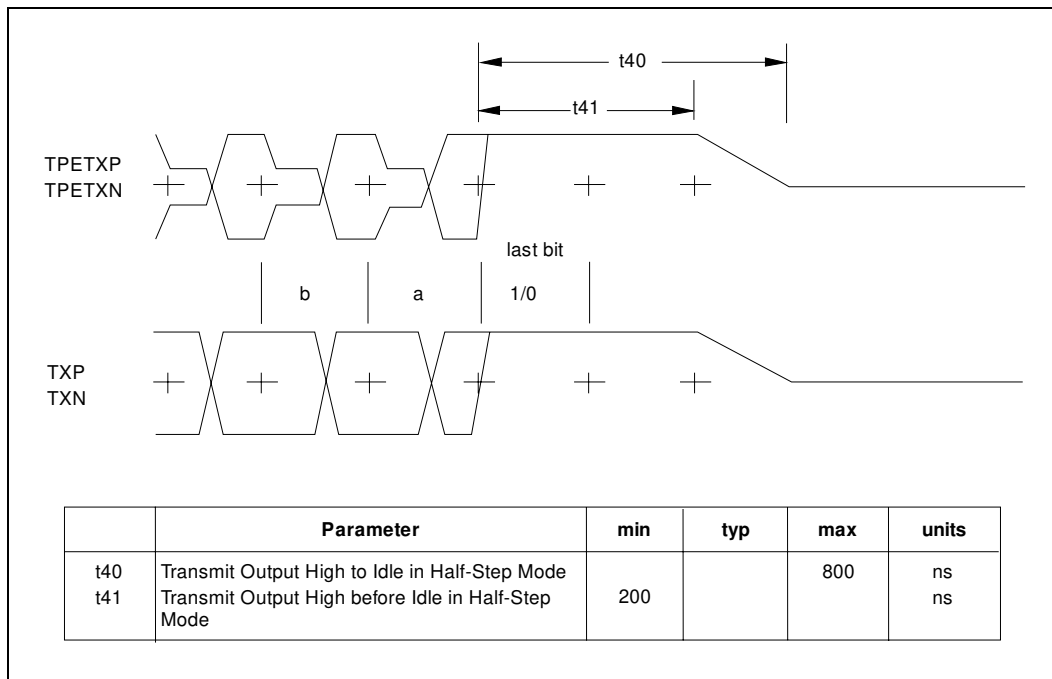 t40
t41
TPETXP
TPETXN
last bit
b
a
1/0
TXP
TXN
Parameter min typ max units
t40 Transmit Output High to Idle in Half-Step Mode 800 ns
t41 Transmit Output High before Idle in Half-Step 200 ns
Mode